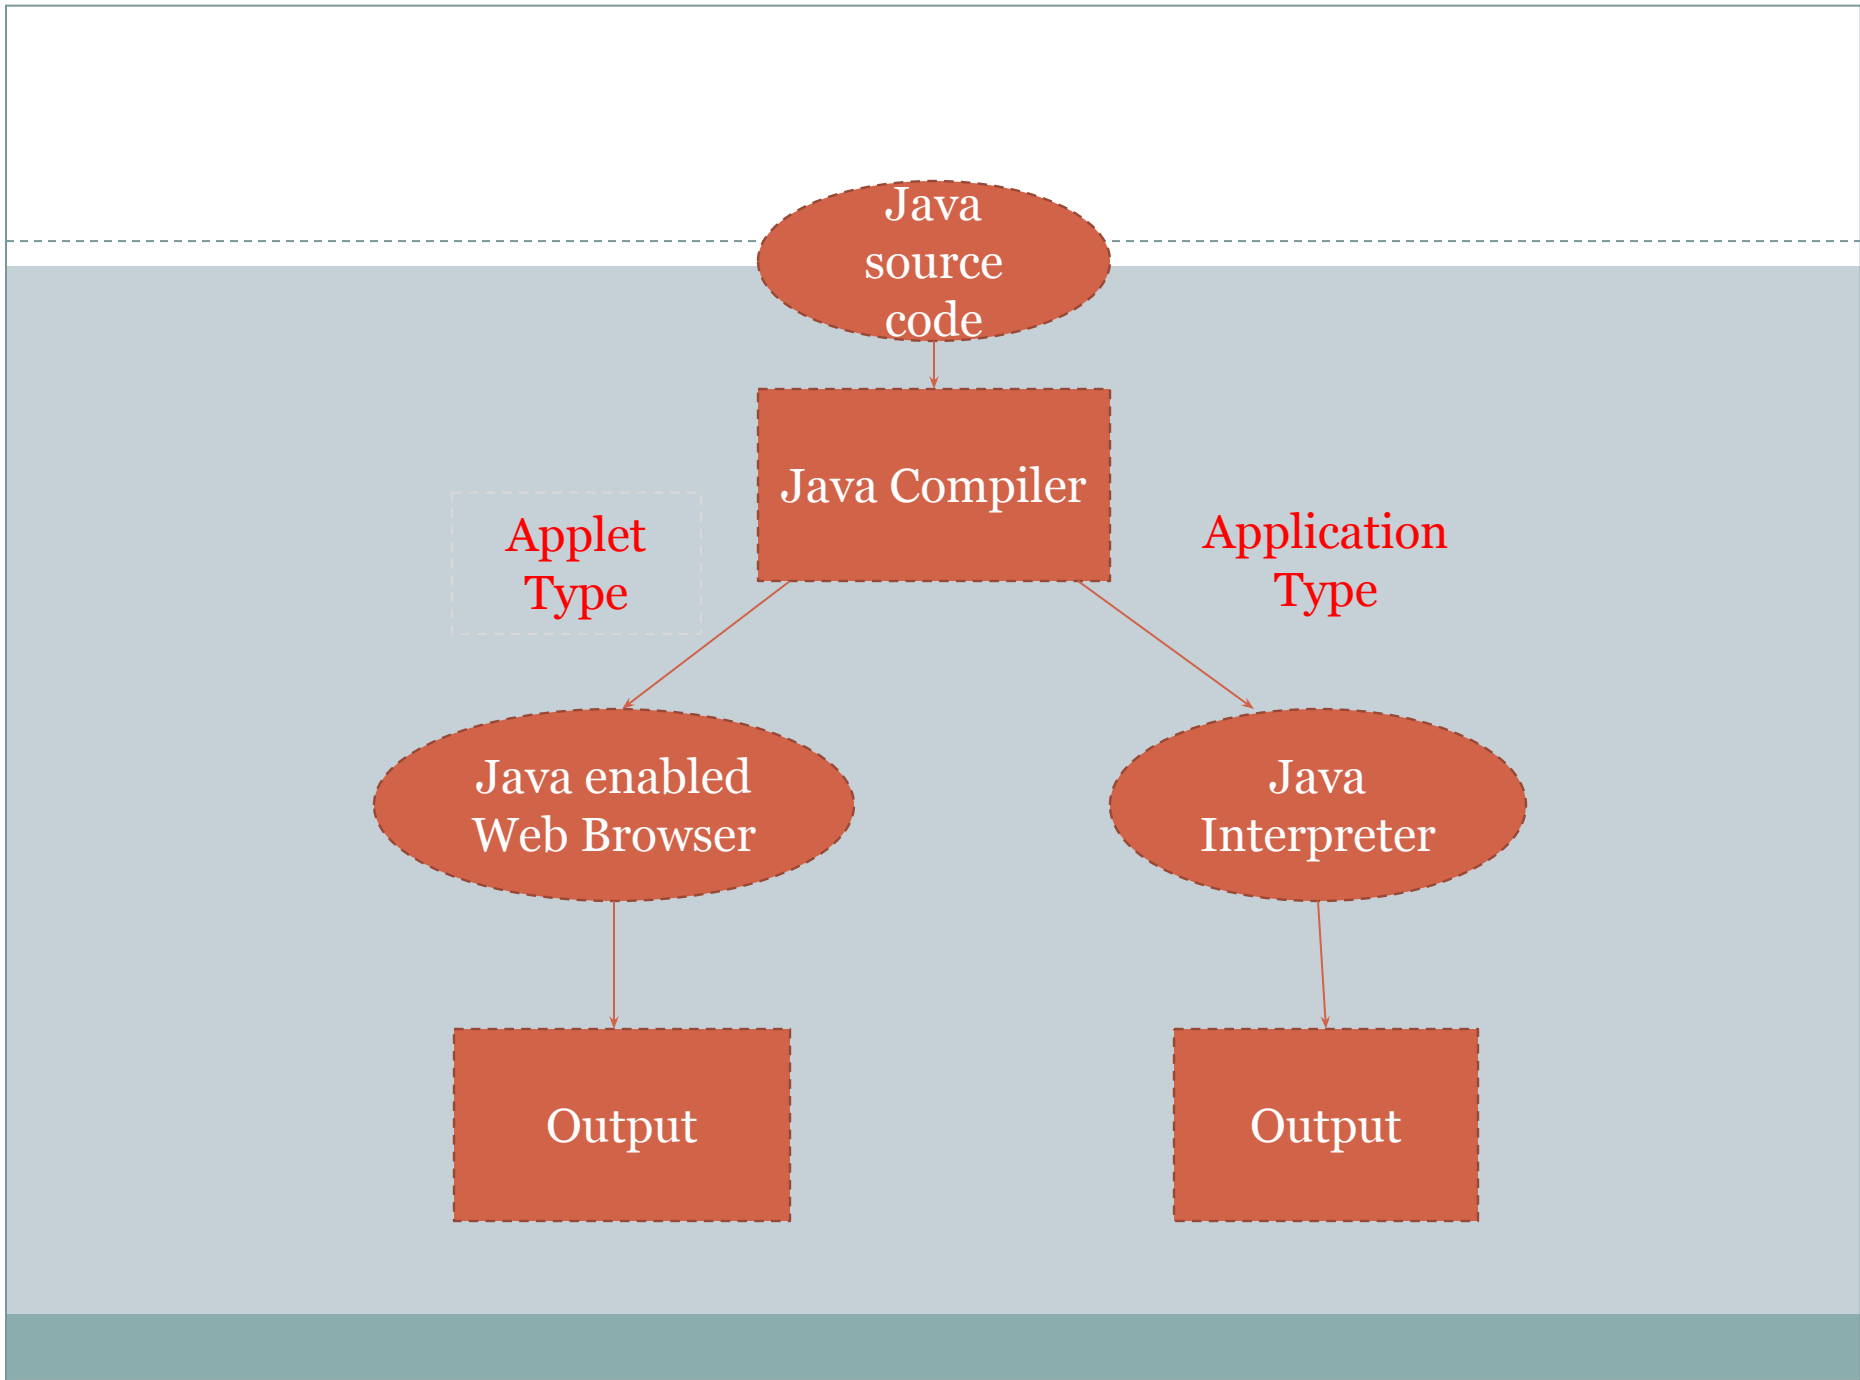 Java
source
code
Java Compiler
Applet
Type
Application
Type
Java enabled
Web Browser
Java
Interpreter
Output
Output